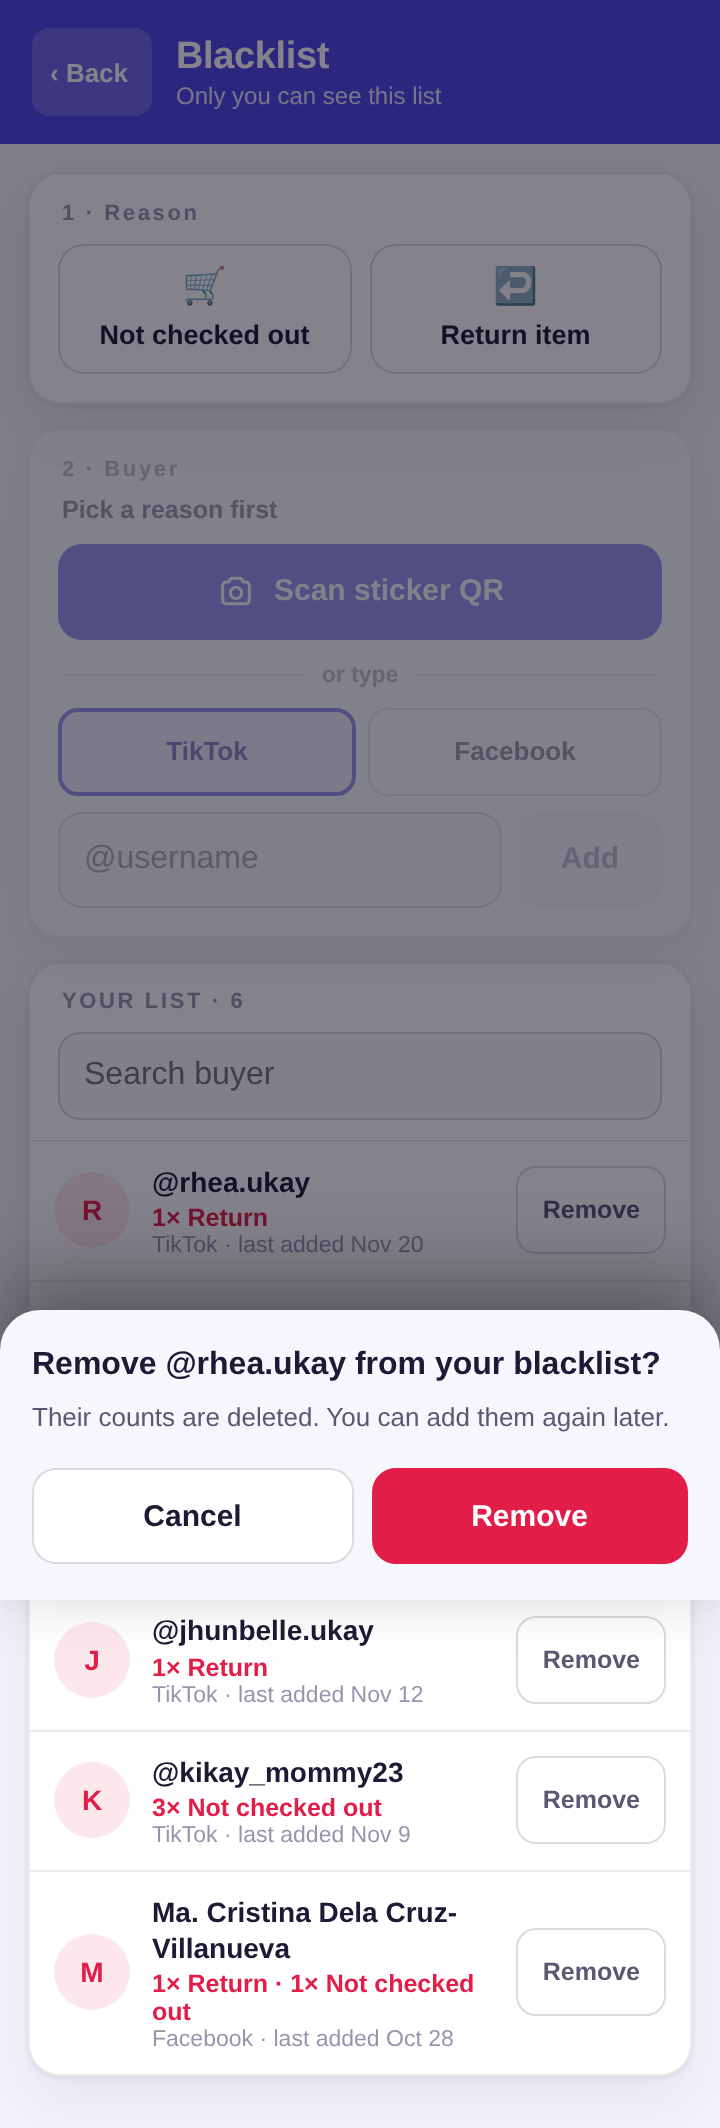 ‹ Back
Blacklist
Only you can see this list
1 · Reason
Not checked out
Return item
2 · Buyer
Pick a reason first
Scan sticker QR
or type
TikTok
Facebook
@username
Add
YOUR LIST · 6
Search buyer
R
@rhea.ukay
1× Return
TikTok · last added Nov 20
Remove
Remove @rhea.ukay from your blacklist?
Their counts are deleted. You can add them again later.
Cancel
Remove
J
@jhunbelle.ukay
1× Return
TikTok · last added Nov 12
Remove
K
@kikay_mommy23
3× Not checked out
TikTok · last added Nov 9
Remove
M
Ma. Cristina Dela Cruz-
Villanueva
1× Return · 1× Not checked
out
Facebook · last added Oct 28
Remove